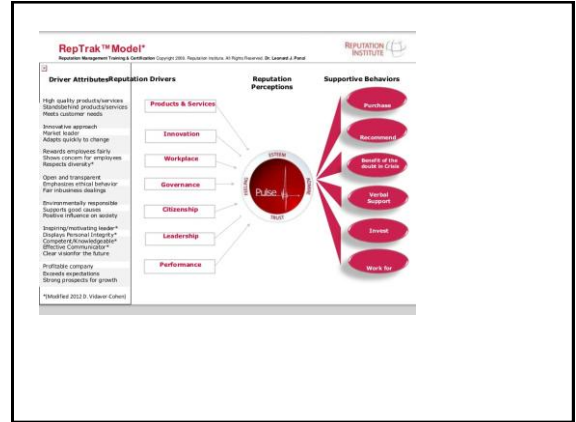 RepTrak™Model*
REPUTATION
INSTITUTE
Reputation Management Training & Certification Copyright 2009. Reputation Institute. All Rights Reserved. Dr. Leonard J. Ponzi
Driver Attributes
Reputation Drivers
Reputation
Perceptions
Supportive Behaviors
High quality products/services
Standsbehind products/services
Meets customer needs
Innovative approach
Market leader
Adapts quickly to change
Rewards employees fairly
Shows concern for employees
Respects diversity*
Open and transparent
Emphasizes ethical behavior
Fair inbusiness dealings
Environmentally responsible
Supports good causes
Positive influence on society
Inspiring/motivating leader*
Displays Personal Integrity*
Competent/Knowledgeable*
Effective Communicator*
Clear visionfor the future
Profitable company
Exceeds expectations
Strong prospects for growth
*(Modified 2012 D. Vidaver-Cohen)
Products & Services
Innovation
Workplace
Governance
Citizenship
Leadership
Performance
ESTEEM
ADMIRE
TRUST
FEELING
Pulse
Purchase
Recommend
Benefit of the
doubt in Crisis
Verbal
Support
Invest
Work for